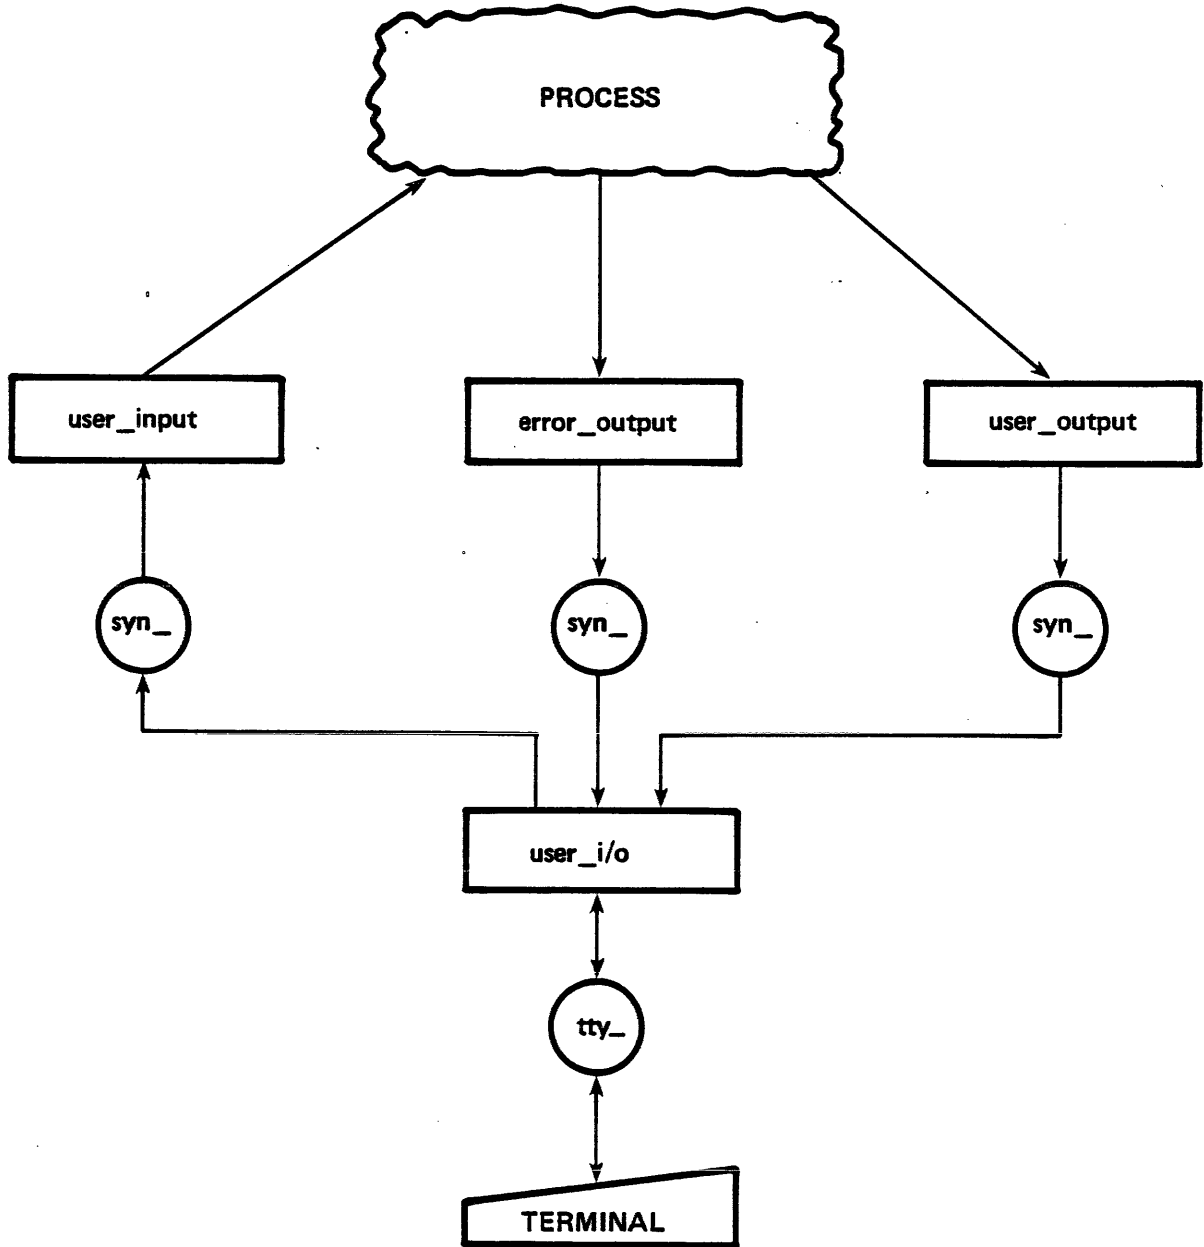 PROCESS
user_input
error_output
user_output
syn_
syn_
syn_
user_i/o
tty_
TERMINAL